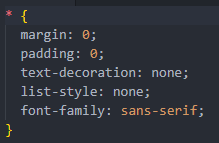 * {
  margin: 0;
  padding: 0;
  text-decoration: none;
  list-style: none;
  font-family: sans-serif;
}